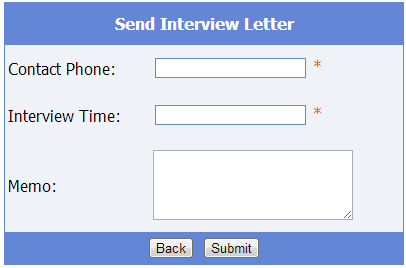 Send Interview Letter
Contact Phone: *
Interview Time: *
Memo:
Back Submit